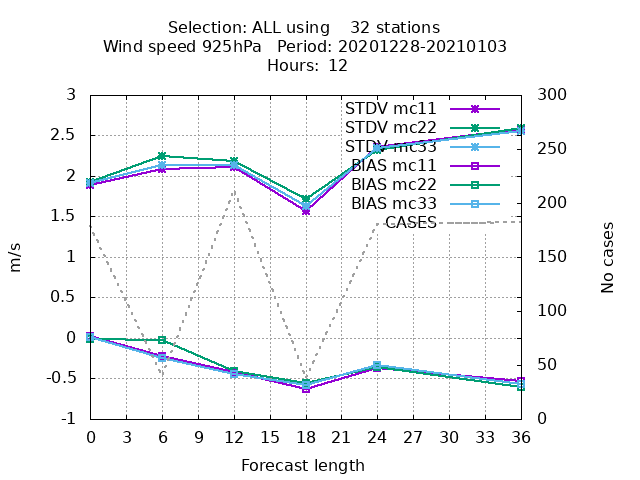 Selection: ALL using    32 stations
Wind speed 925hPa   Period: 20201228-20210103
Hours: 12
3
2.5
2
1.5
1
0.5
0
-0.5
-1
m/s
STDV mc11
STDV mc22
STDV mc33
BIAS mc11
BIAS mc22
BIAS mc33
CASES
300
250
200
150
100
50
0
No cases
0 3 6 9 12 15 18 21 24 27 30 33 36
Forecast length